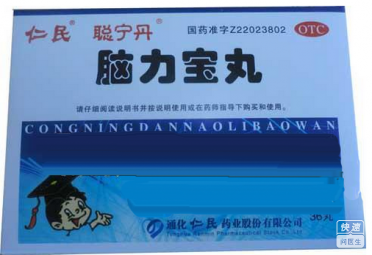 仁民® 聪宁丹® 国药准字Z22023802 OTC
脑力宝丸
请仔细阅读说明书并按说明使用或在药师指导下购买和使用。
CONGNINGDANNAOLIBAOWAN
通化仁民药业股份有限公司
快速
问医生